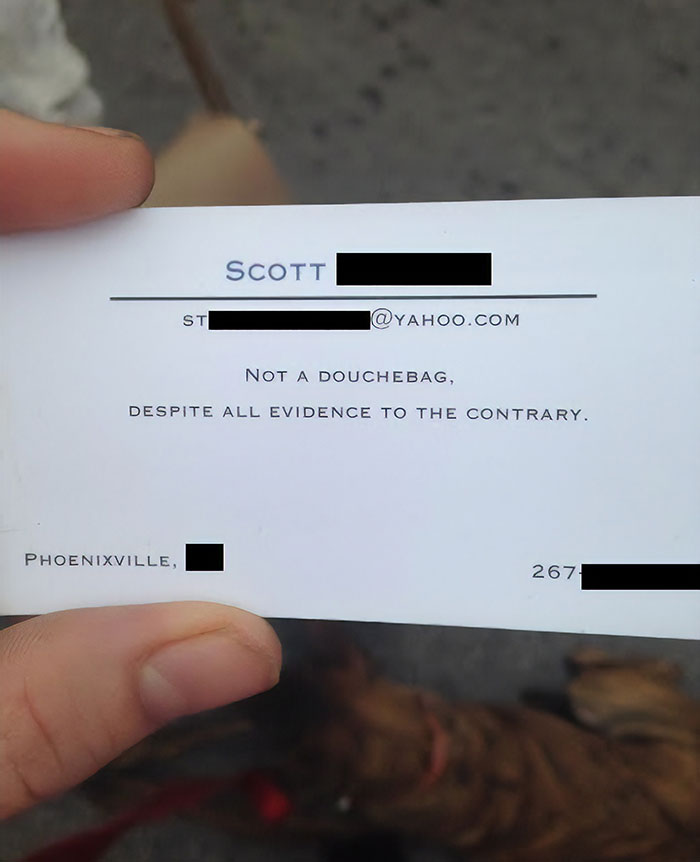 Scott
st@yahoo.com
Not a douchebag,
despite all evidence to the contrary.
Phoenixville,
267-